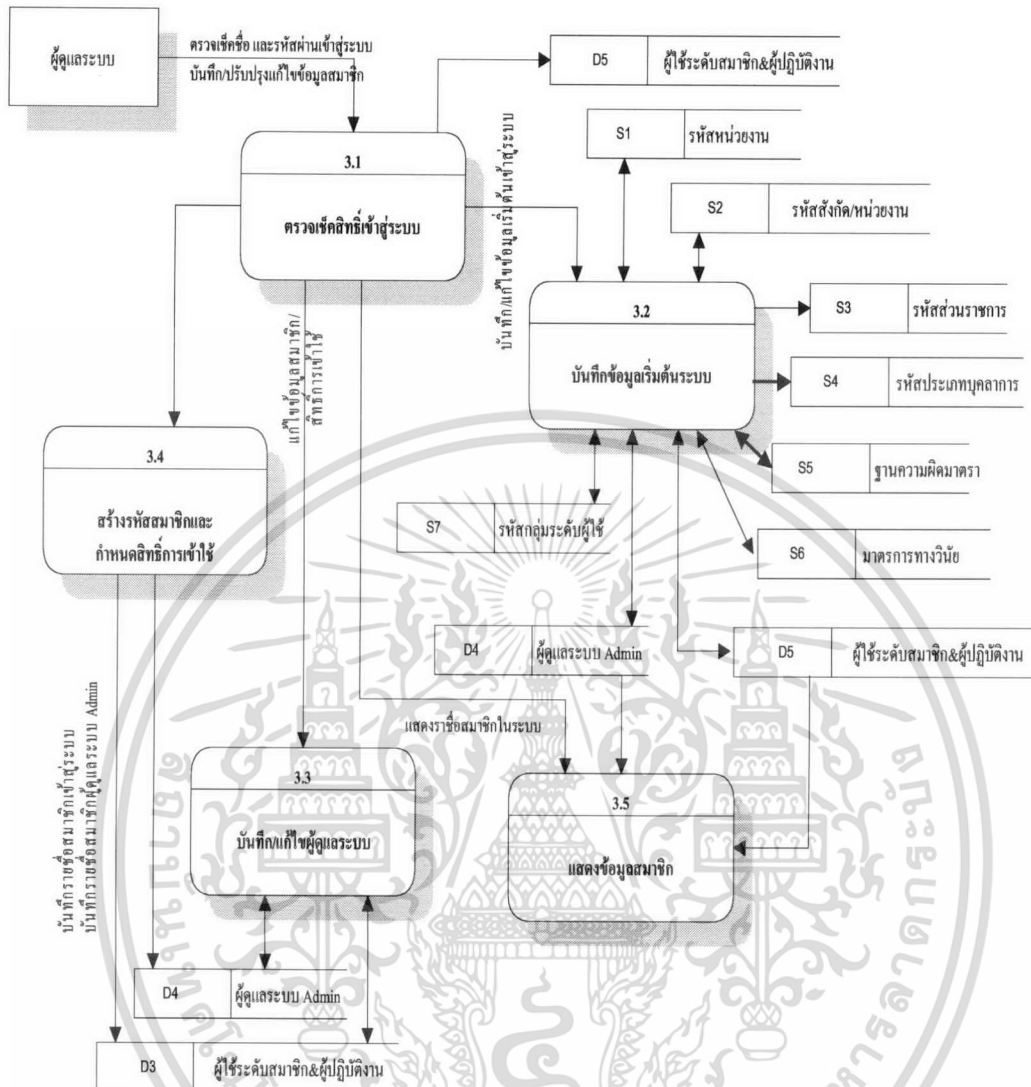 ผู้ดูแลระบบ
ตรวจเช็คชื่อ และรหัสผ่านเข้าสู่ระบบ
บันทึก/ปรับปรุงแก้ไขข้อมูลสมาชิก
D5 ผู้ใช้ระดับสมาชิก&ผู้ปฏิบัติงาน
S1 รหัสหน่วยงาน
S2 รหัสสังกัด/หน่วยงาน
3.1
ตรวจเช็คสิทธิ์เข้าสู่ระบบ
บันทึก/แก้ไขข้อมูลเริ่มต้นเข้าสู่ระบบ
3.2
บันทึกข้อมูลเริ่มต้นระบบ
S3 รหัสส่วนราชการ
S4 รหัสประเภทบุคลาการ
S5 ฐานความผิดมาตรา
S6 มาตรการทางวินัย
S7 รหัสกลุ่มระดับผู้ใช้
แก้ไขข้อมูลสมาชิก/
สิทธิ์การเข้าใช้
3.4
สร้างรหัสสมาชิกและ
กำหนดสิทธิ์การเข้าใช้
D4 ผู้ดูแลระบบ Admin
D5 ผู้ใช้ระดับสมาชิก&ผู้ปฏิบัติงาน
แสดงราชื่อสมาชิกในระบบ
บันทึกรายชื่อสมาชิกเข้าสู่ระบบ
บันทึกรายชื่อสมาชิกผู้ดูแลระบบ Admin
3.3
บันทึก/แก้ไขผู้ดูแลระบบ
3.5
แสดงข้อมูลสมาชิก
D4 ผู้ดูแลระบบ Admin
D3 ผู้ใช้ระดับสมาชิก&ผู้ปฏิบัติงาน